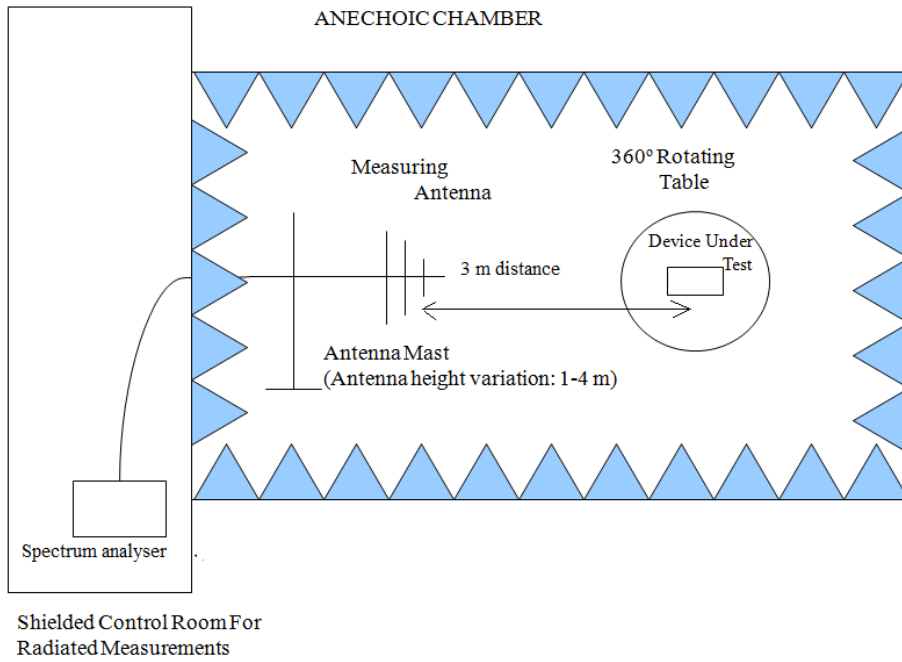 ANECHOIC CHAMBER
Measuring
Antenna
360º Rotating
Table
Device Under
Test
3 m distance
Antenna Mast
(Antenna height variation: 1-4 m)
Spectrum analyser
Shielded Control Room For
Radiated Measurements